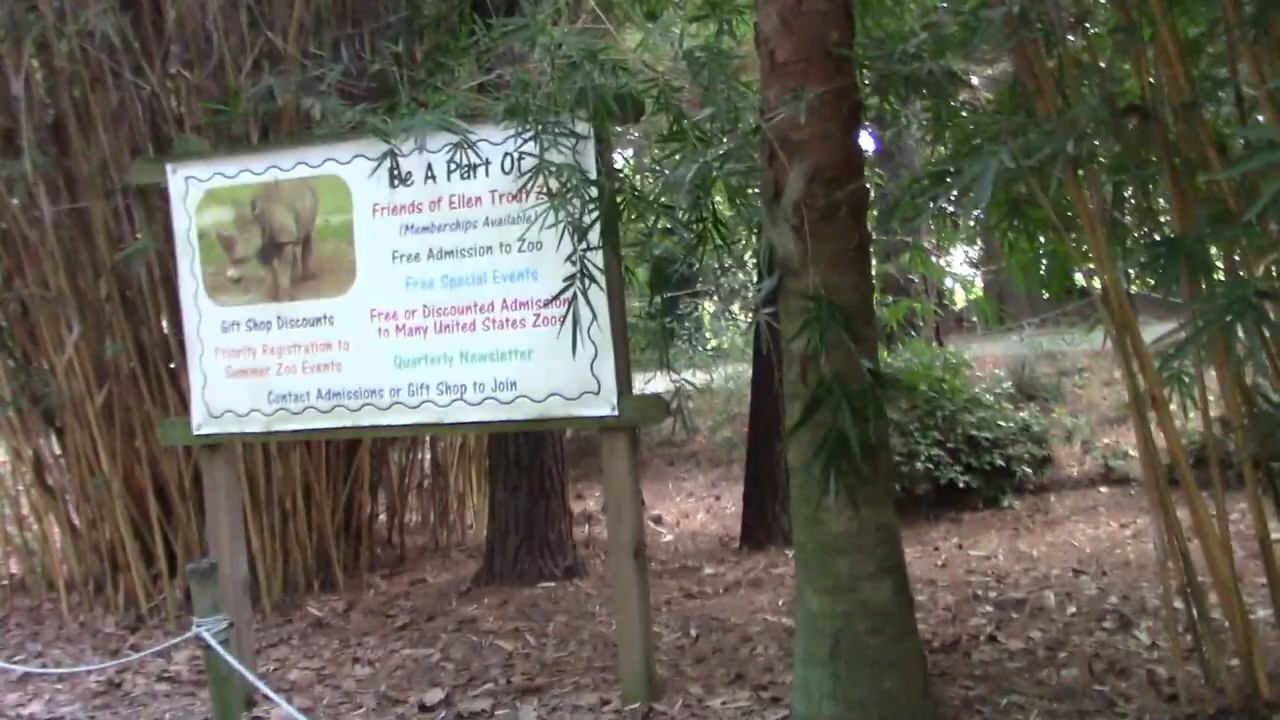 Be A Part Of
Friends of Ellen Trout Z
(Memberships Available)
Free Admission to Zoo
Free Special Events
Free or Discounted Admission
to Many United States Zoos
Quarterly Newsletter
Gift Shop Discounts
Priority Registration to
Summer Zoo Events
Contact Admissions or Gift Shop to Join